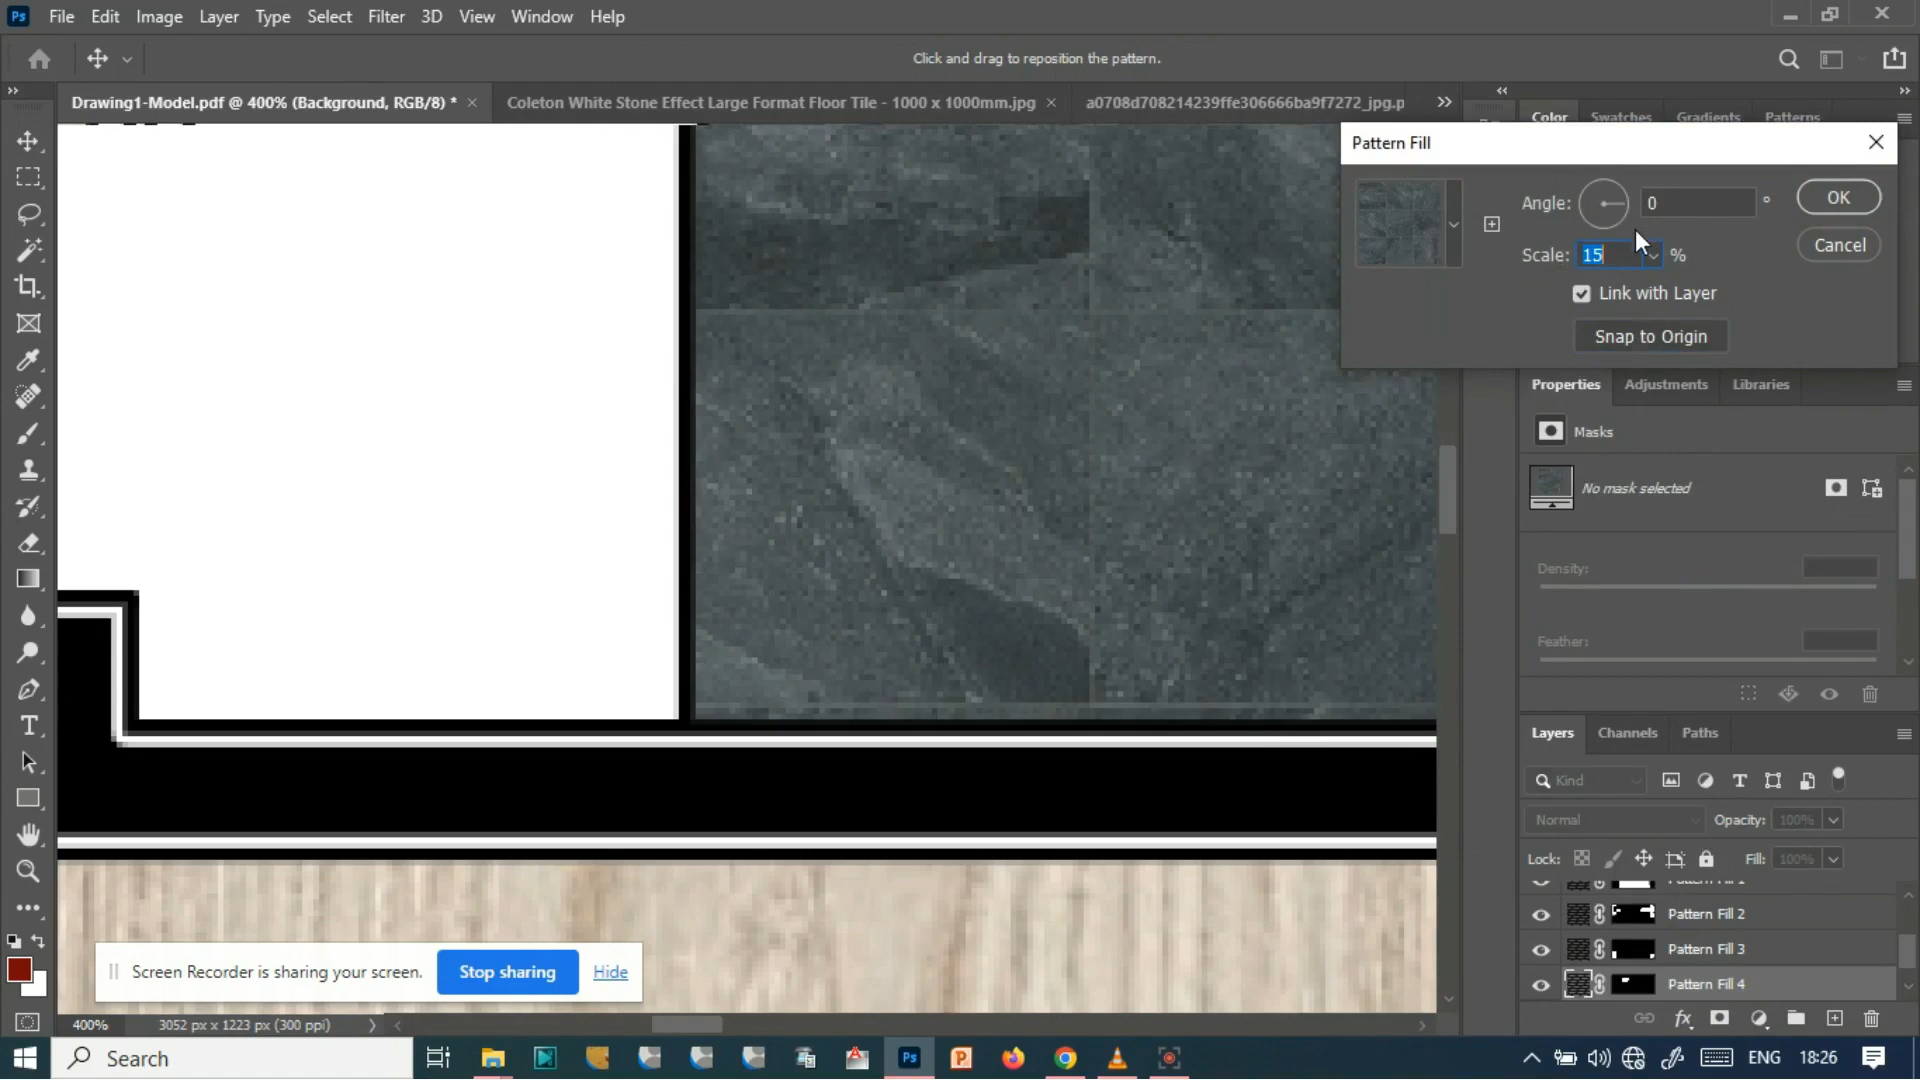 Ps File Edit Image Layer Type Select Filter 3D View Window Help
Click and drag to reposition the pattern.
Drawing1-Model.pdf @ 400% (Background, RGB/8) * × Coleton White Stone Effect Large Format Floor Tile - 1000 x 1000mm.jpg × a0708d708214239ffe306666ba9f7272_jpg.p
Color Swatches Gradients Patterns
Pattern Fill
Angle: 0 ° OK
Scale: 15 % Cancel
Link with Layer
Snap to Origin
Properties Adjustments Libraries
Masks
No mask selected
Density:
Feather:
Layers Channels Paths
Kind
Normal Opacity: 100%
Lock: Fill: 100%
Pattern Fill 2
Pattern Fill 3
Pattern Fill 4
Screen Recorder is sharing your screen. Stop sharing Hide
400% 3052 px x 1223 px (300 ppi)
Search Ps ENG 18:26